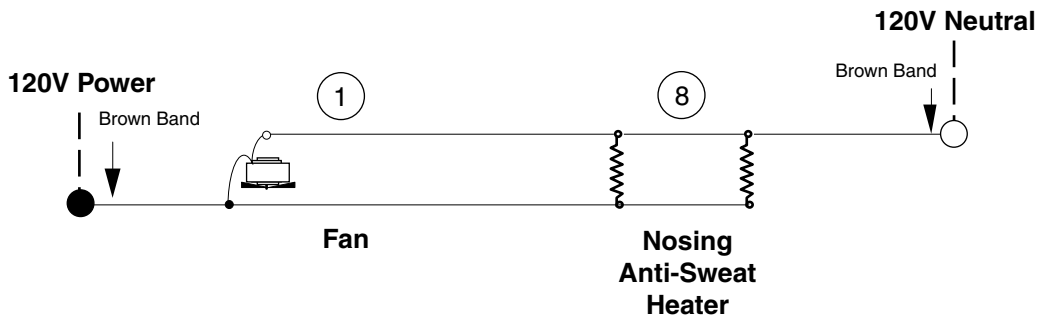 120V Neutral
Brown Band
120V Power
Brown Band
1
8
Fan
Nosing
Anti-Sweat
Heater